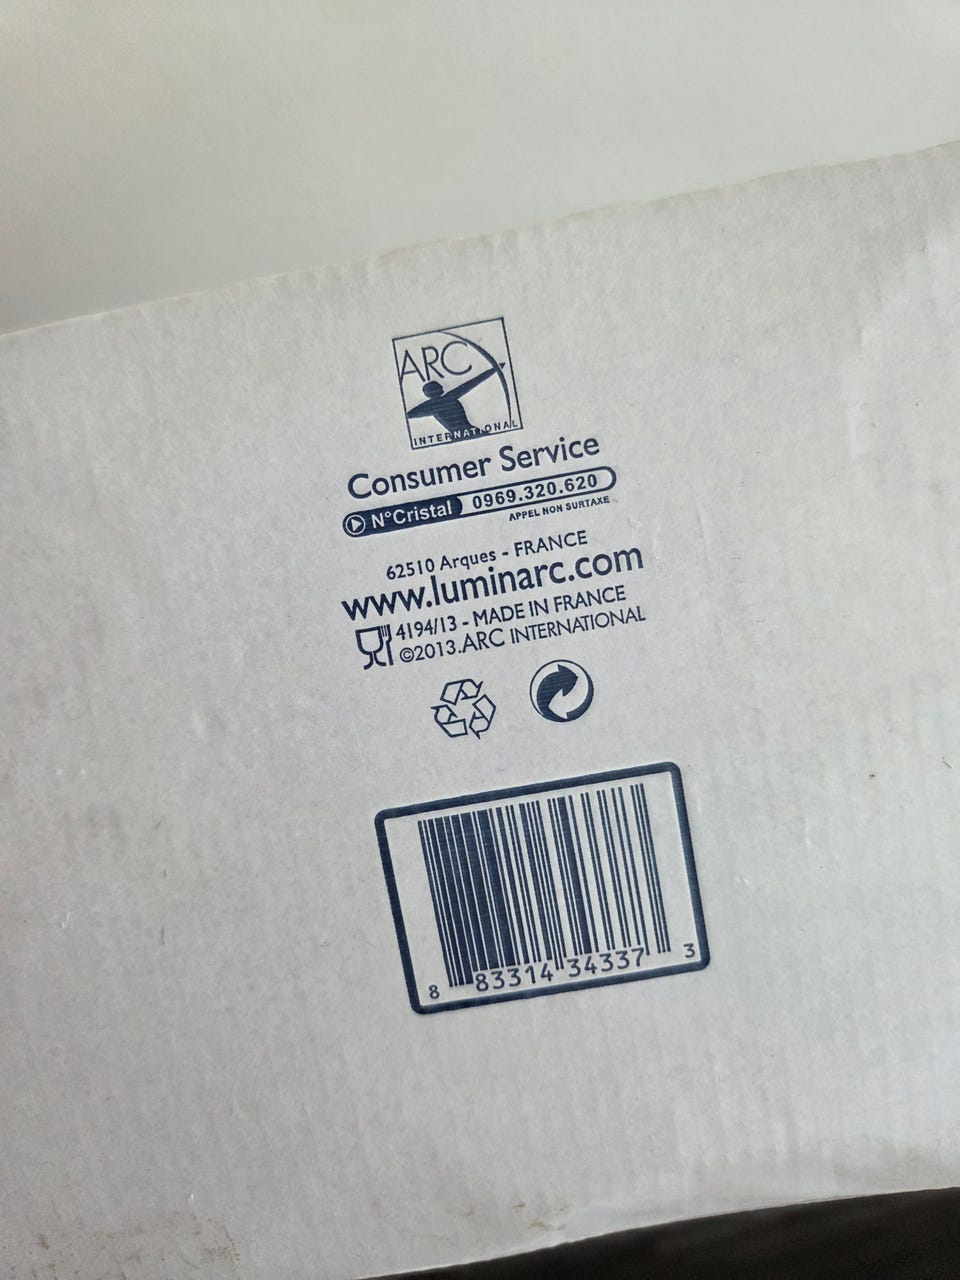 ARC
INTERNATIONAL
Consumer Service
N°Cristal 0969.320.620
APPEL NON SURTAXE
62510 Arques - FRANCE
www.luminarc.com
4194/13 - MADE IN FRANCE
©2013.ARC INTERNATIONAL
8 83314 34337 3